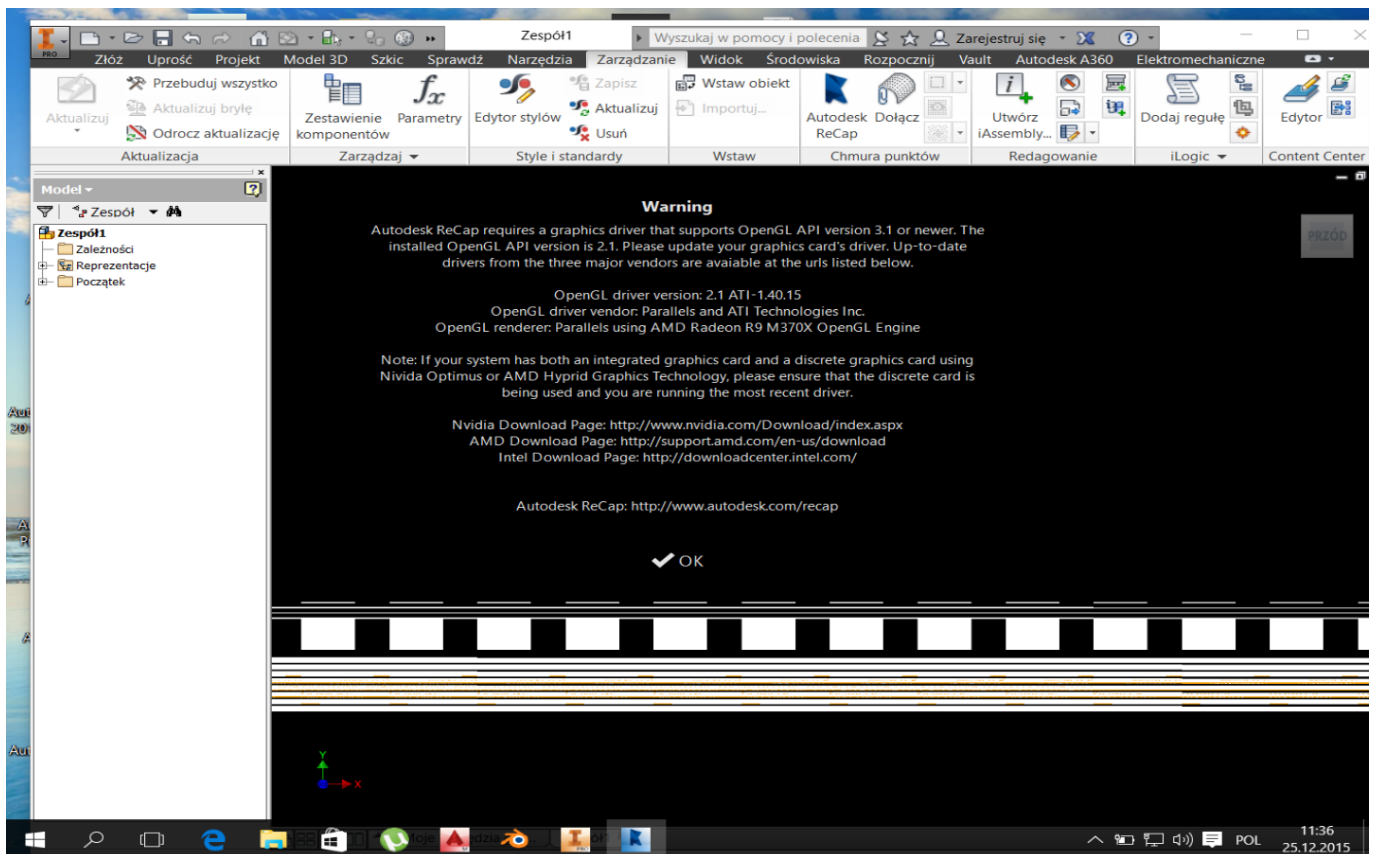 Zespół1
Wyszukaj w pomocy i polecenia
Zarejestruj się
PRO
Złóż Uprość Projekt Model 3D Szkic Sprawdź Narzędzia Zarządzanie Widok Środowiska Rozpocznij Vault Autodesk A360 Elektromechaniczne
Aktualizuj
Przebuduj wszystko
Aktualizuj bryłę
Odrocz aktualizację
Zestawienie komponentów
Parametry
Edytor stylów
Zapisz
Aktualizuj
Usuń
Wstaw obiekt
Importuj...
Autodesk ReCap
Dołącz
Utwórz iAssembly...
Dodaj regułę
Edytor
Aktualizacja Zarządzaj Style i standardy Wstaw Chmura punktów Redagowanie iLogic Content Center
Model
Zespół
Zespół1
Zależności
Reprezentacje
Początek
PRZÓD
Warning
Autodesk ReCap requires a graphics driver that supports OpenGL API version 3.1 or newer. The
installed OpenGL API version is 2.1. Please update your graphics card's driver. Up-to-date
drivers from the three major vendors are avaiable at the urls listed below.
OpenGL driver version: 2.1 ATI-1.40.15
OpenGL driver vendor: Parallels and ATI Technologies Inc.
OpenGL renderer: Parallels using AMD Radeon R9 M370X OpenGL Engine
Note: If your system has both an integrated graphics card and a discrete graphics card using
Nivida Optimus or AMD Hyprid Graphics Technology, please ensure that the discrete card is
being used and you are running the most recent driver.
Nvidia Download Page: http://www.nvidia.com/Download/index.aspx
AMD Download Page: http://support.amd.com/en-us/download
Intel Download Page: http://downloadcenter.intel.com/
Autodesk ReCap: http://www.autodesk.com/recap
OK
Y
X
POL
11:36
25.12.2015